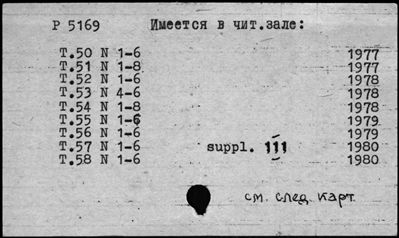 Р 5169 Имеется в чит.зале:
Т.50 N 1-6 1977
Т.51 N 1-8 1977
Т.52 N 1-6 1978
Т.53 N 4-6 1978
Т.54 N 1-8 1978
Т.55 N 1-6 1979
Т.56 N 1-6 1979
Т.57 N 1-6 suppl. 111 1980
Т.58 N 1-6 1980
см. след. карт.